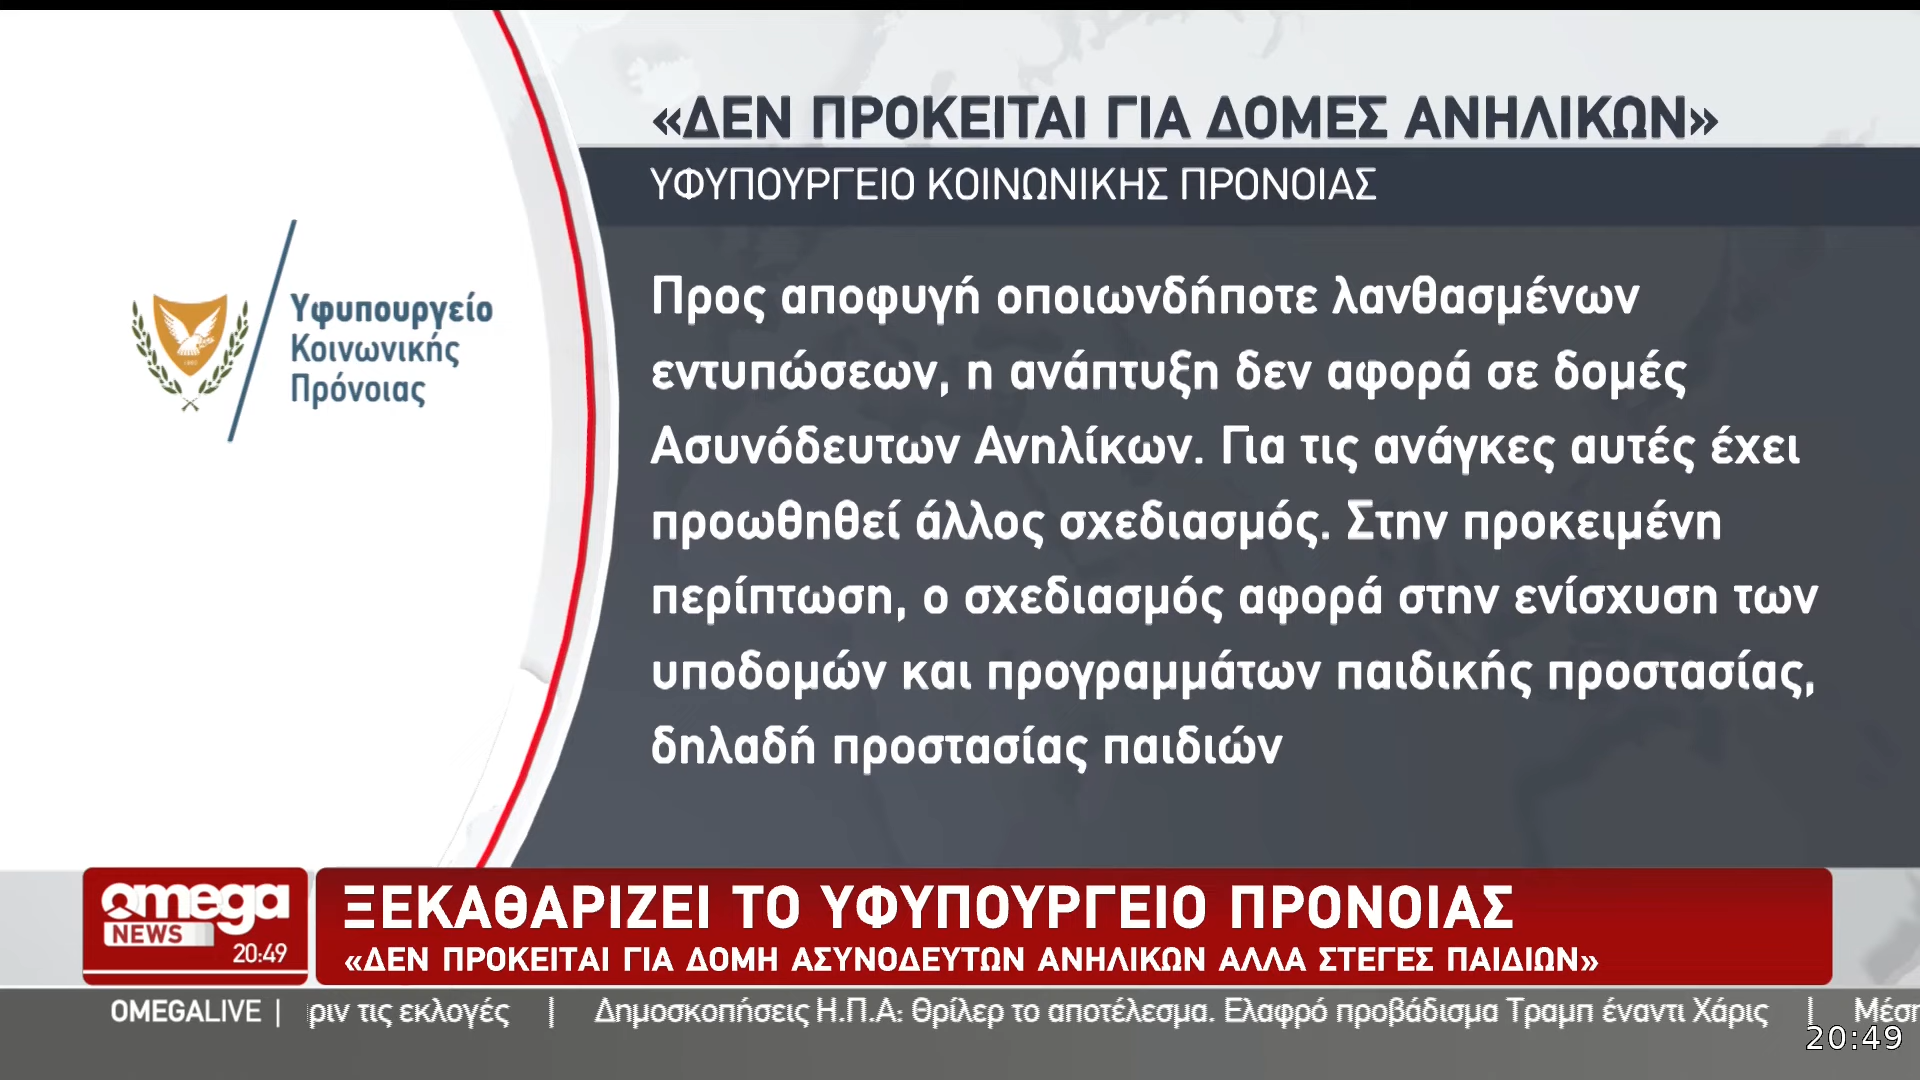 «ΔΕΝ ΠΡΟΚΕΙΤΑΙ ΓΙΑ ΔΟΜΕΣ ΑΝΗΛΙΚΩΝ»
ΥΦΥΠΟΥΡΓΕΙΟ ΚΟΙΝΩΝΙΚΗΣ ΠΡΟΝΟΙΑΣ
Υφυπουργείο
Κοινωνικής
Πρόνοιας
Προς αποφυγή οποιωνδήποτε λανθασμένων
εντυπώσεων, η ανάπτυξη δεν αφορά σε δομές
Ασυνόδευτων Ανηλίκων. Για τις ανάγκες αυτές έχει
προωθηθεί άλλος σχεδιασμός. Στην προκειμένη
περίπτωση, ο σχεδιασμός αφορά στην ενίσχυση των
υποδομών και προγραμμάτων παιδικής προστασίας,
δηλαδή προστασίας παιδιών
omega
NEWS
20:49
ΞΕΚΑΘΑΡΙΖΕΙ ΤΟ ΥΦΥΠΟΥΡΓΕΙΟ ΠΡΟΝΟΙΑΣ
«ΔΕΝ ΠΡΟΚΕΙΤΑΙ ΓΙΑ ΔΟΜΗ ΑΣΥΝΟΔΕΥΤΩΝ ΑΝΗΛΙΚΩΝ ΑΛΛΑ ΣΤΕΓΕΣ ΠΑΙΔΙΩΝ»
OMEGALIVE | ριν τις εκλογές | Δημοσκοπήσεις Η.Π.Α: Θρίλερ το αποτέλεσμα. Ελαφρό προβάδισμα Τραμπ έναντι Χάρις |
20:49